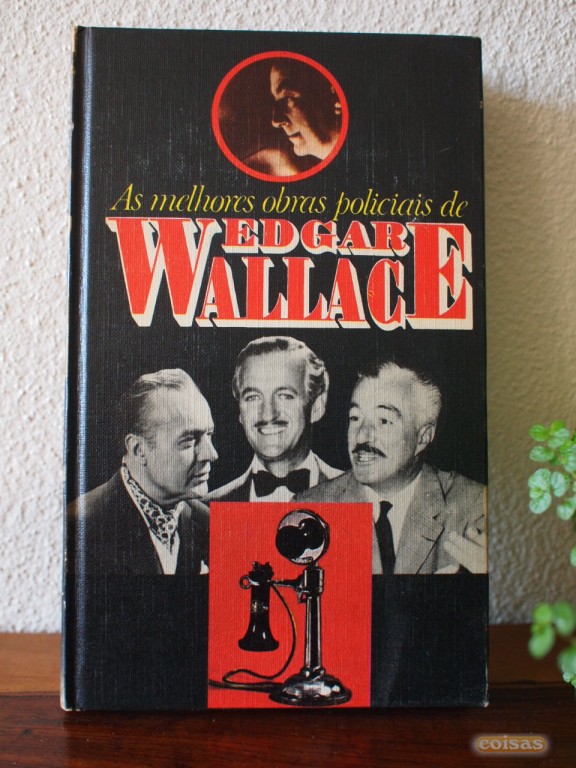 As melhores obras policiais de
EDGAR
WALLACE
coisas